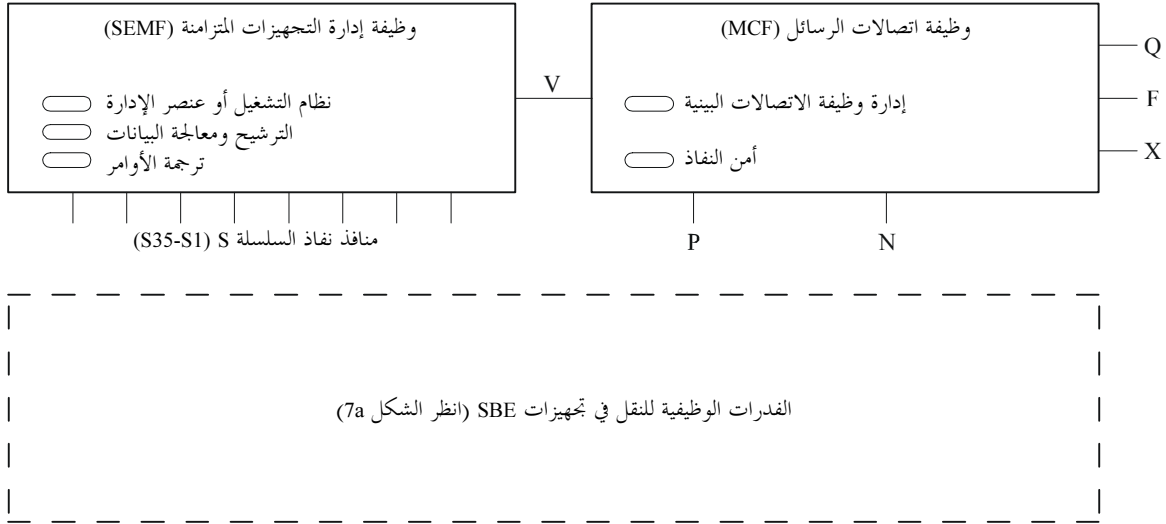 وظيفة إدارة التجهيزات المتزامنة (SEMF)
نظام التشغيل أو عنصر الإدارة
الترشيح ومعالجة البيانات
ترجمة الأوامر
منافذ نفاذ السلسلة S (S35-S1)
V
وظيفة اتصالات الرسائل (MCF)
إدارة وظيفة الاتصالات البينية
أمن النفاذ
Q
F
X
P
N
الفدرات الوظيفية للنقل في تجهيزات SBE (انظر الشكل 7a)